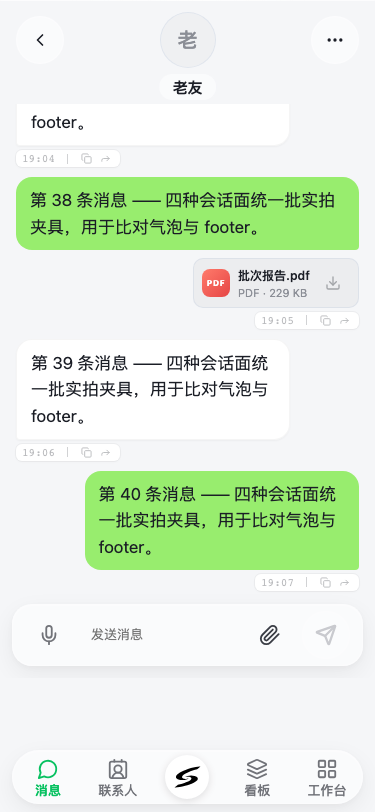 老
老友
footer。
19:04
第 38 条消息 —— 四种会话面统一批实拍
夹具，用于比对气泡与 footer。
PDF
批次报告.pdf
PDF · 229 KB
19:05
第 39 条消息 —— 四种会话面统
一批实拍夹具，用于比对气泡与
footer。
19:06
第 40 条消息 —— 四种会话面统
一批实拍夹具，用于比对气泡与
footer。
19:07
发送消息
消息
联系人
看板
工作台